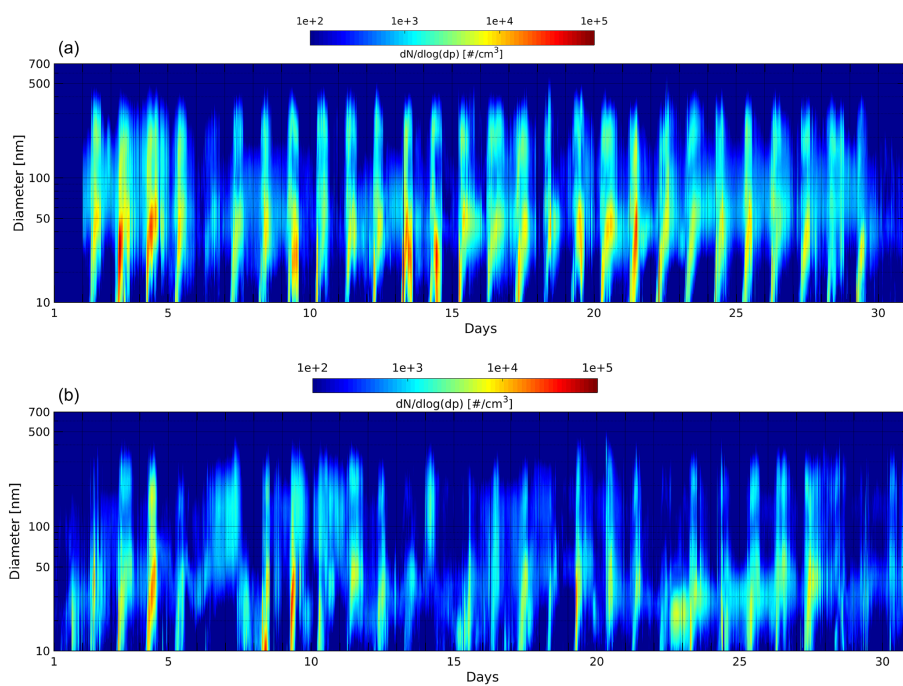 1e+2 1e+3 1e+4 1e+5
dN/dlog(dp) [#/cm³]
(a)
700
500
100
50
10
Diameter [nm]
1 5 10 15 20 25 30
Days
1e+2 1e+3 1e+4 1e+5
dN/dlog(dp) [#/cm³]
(b)
700
500
100
50
10
Diameter [nm]
1 5 10 15 20 25 30
Days